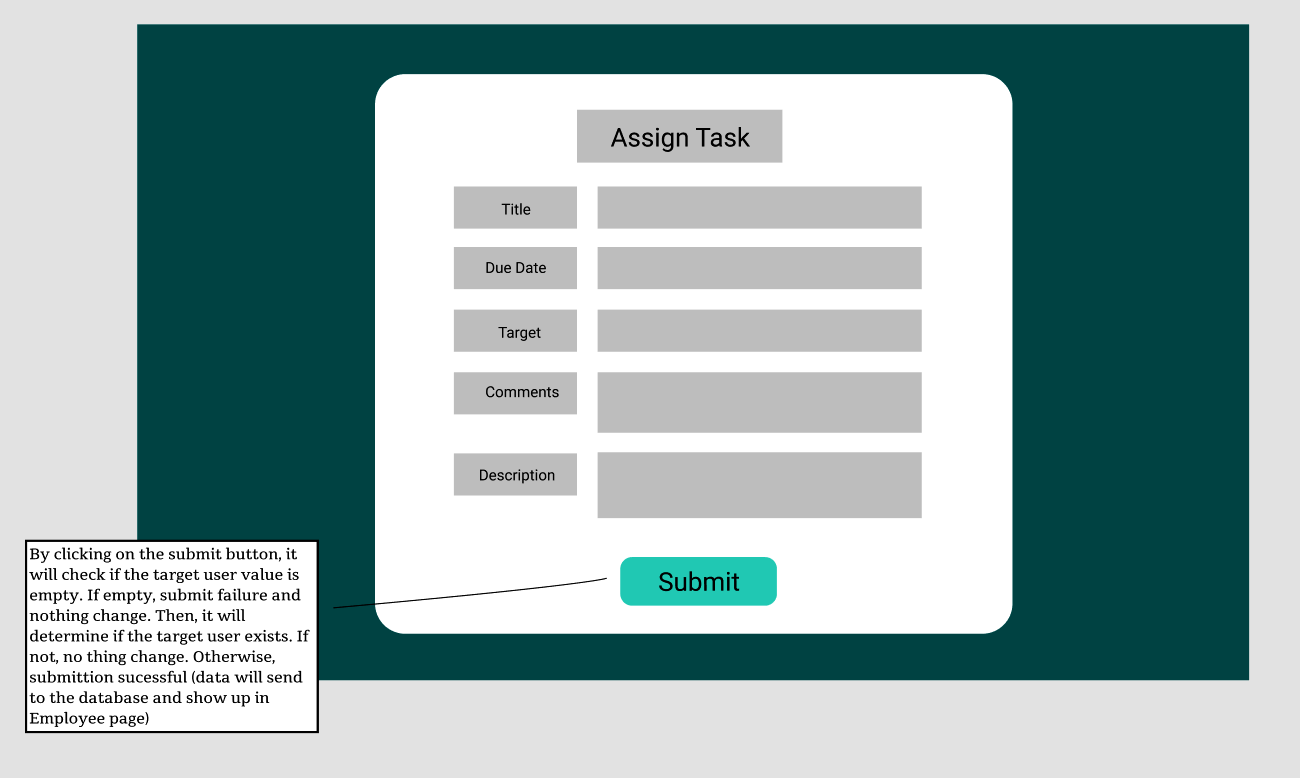 Assign Task
Title
Due Date
Target
Comments
Description
Submit
By clicking on the submit button, it
will check if the target user value is
empty. If empty, submit failure and
nothing change. Then, it will
determine if the target user exists. If
not, no thing change. Otherwise,
submittion sucessful (data will send
to the database and show up in
Employee page)